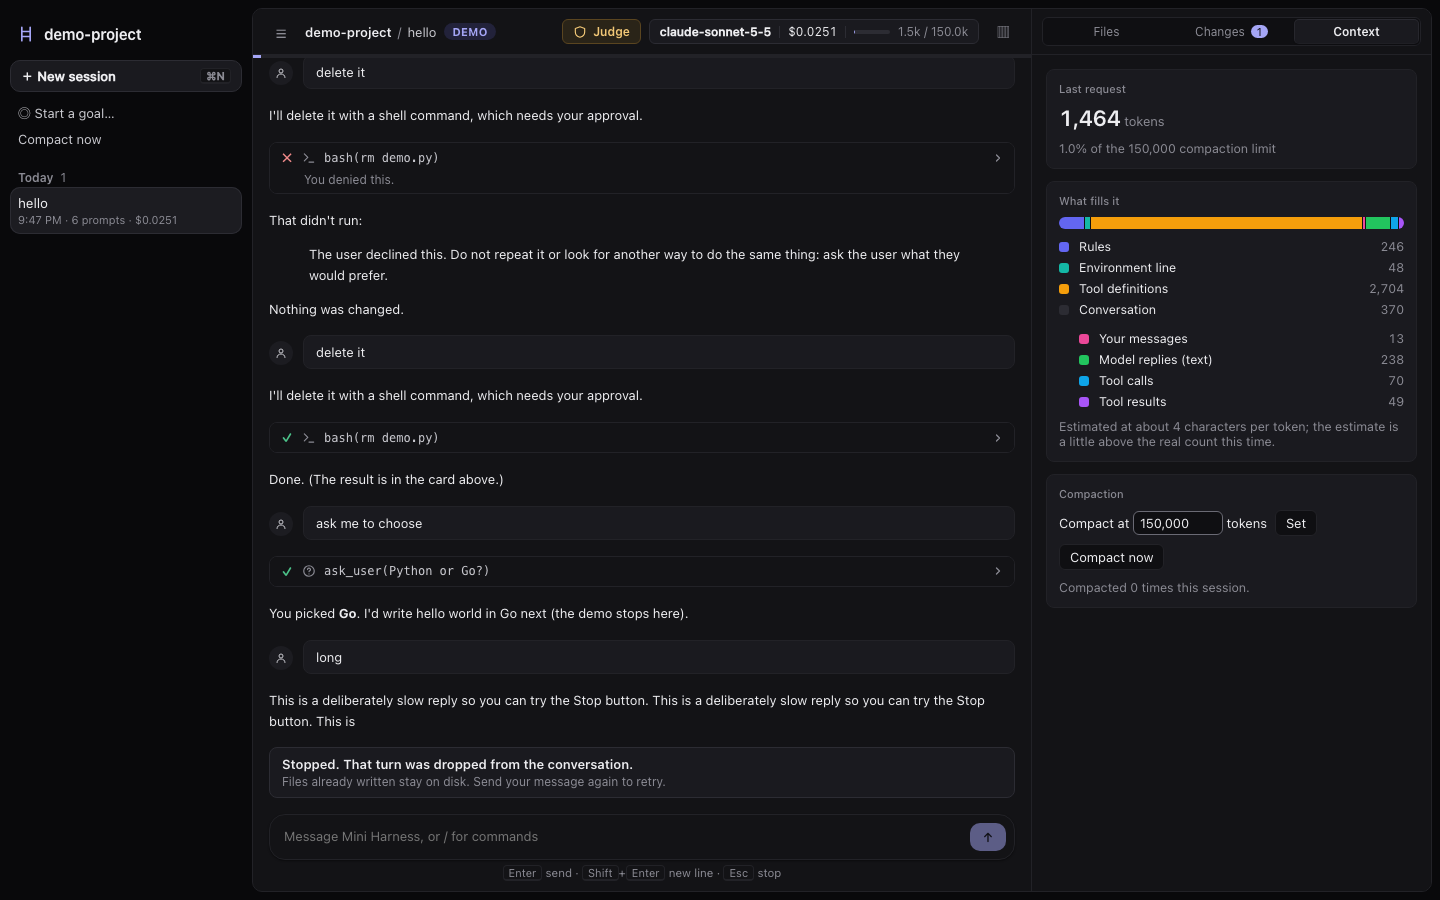 demo-project
+ New session ⌘N
Start a goal...
Compact now
Today 1
hello
9:47 PM · 6 prompts · $0.0251
demo-project / hello DEMO
Judge
claude-sonnet-5-5 $0.0251 1.5k / 150.0k
delete it
I'll delete it with a shell command, which needs your approval.
bash(rm demo.py)
You denied this.
That didn't run:
The user declined this. Do not repeat it or look for another way to do the same thing: ask the user what they
would prefer.
Nothing was changed.
delete it
I'll delete it with a shell command, which needs your approval.
bash(rm demo.py)
Done. (The result is in the card above.)
ask me to choose
ask_user(Python or Go?)
You picked Go. I'd write hello world in Go next (the demo stops here).
long
This is a deliberately slow reply so you can try the Stop button. This is a deliberately slow reply so you can try the Stop
button. This is
Stopped. That turn was dropped from the conversation.
Files already written stay on disk. Send your message again to retry.
Message Mini Harness, or / for commands
Enter send · Shift+Enter new line · Esc stop
Files Changes 1 Context
Last request
1,464 tokens
1.0% of the 150,000 compaction limit
What fills it
Rules 246
Environment line 48
Tool definitions 2,704
Conversation 370
Your messages 13
Model replies (text) 238
Tool calls 70
Tool results 49
Estimated at about 4 characters per token; the estimate is
a little above the real count this time.
Compaction
Compact at 150,000 tokens Set
Compact now
Compacted 0 times this session.